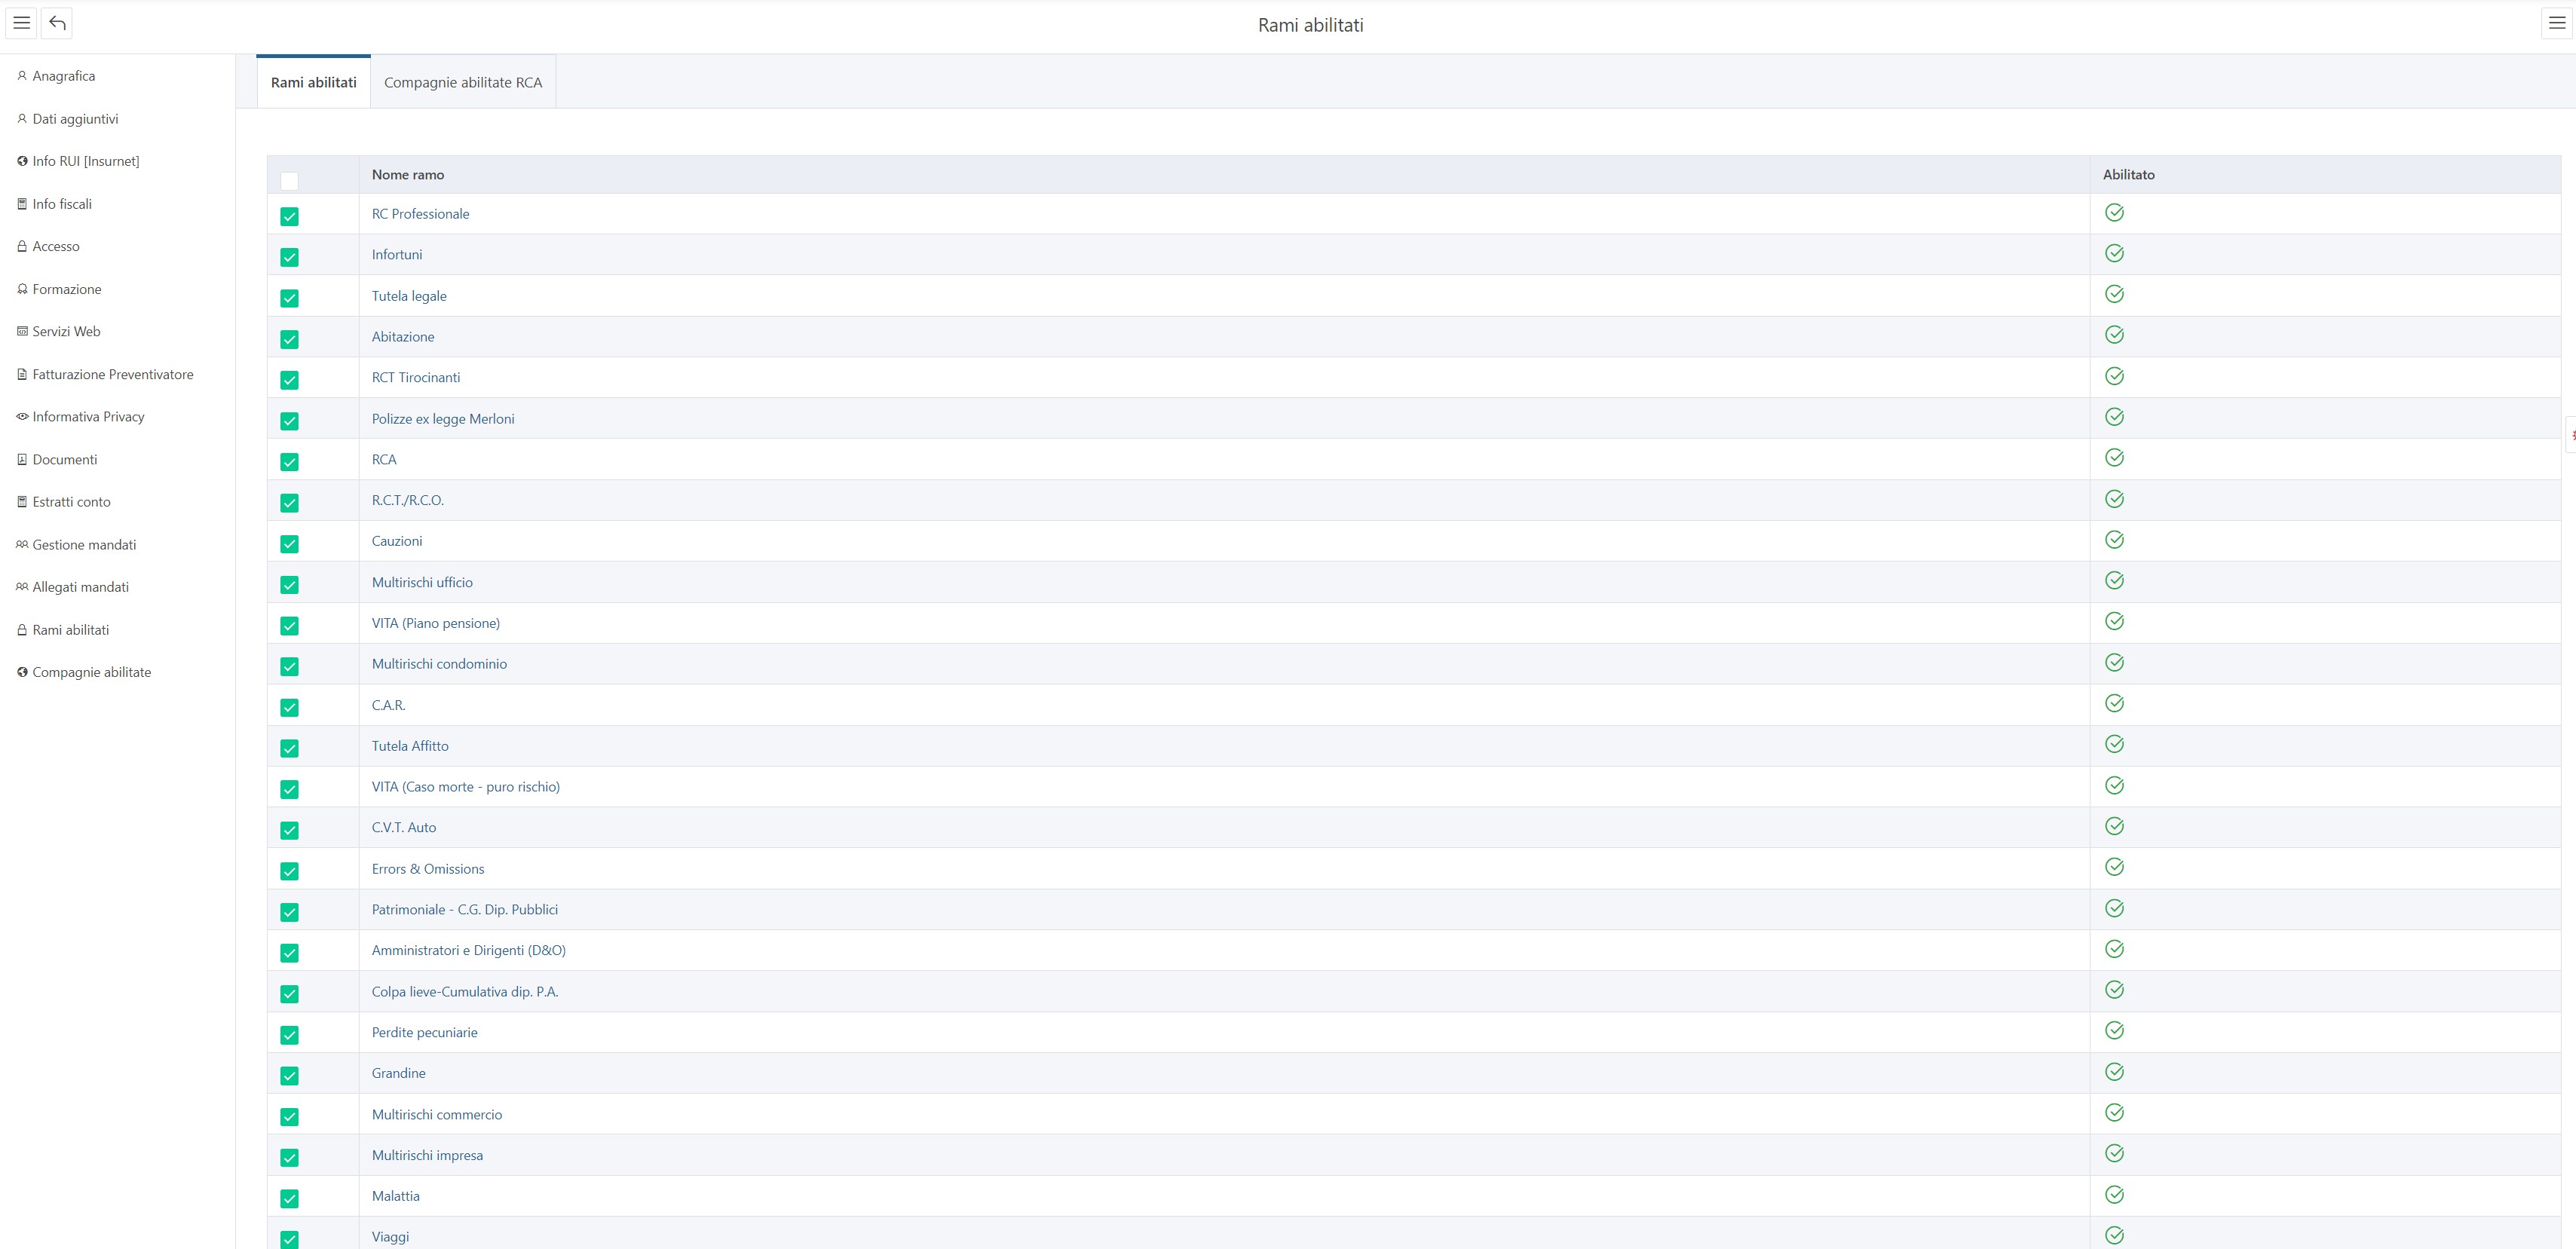 Rami abilitati
Anagrafica
Dati aggiuntivi
Info RUI [Insurnet]
Info fiscali
Accesso
Formazione
Servizi Web
Fatturazione Preventivatore
Informativa Privacy
Documenti
Estratti conto
Gestione mandati
Allegati mandati
Rami abilitati
Compagnie abilitate
Rami abilitati Compagnie abilitate RCA
Nome ramo Abilitato
RC Professionale
Infortuni
Tutela legale
Abitazione
RCT Tirocinanti
Polizze ex legge Merloni
RCA
R.C.T./R.C.O.
Cauzioni
Multirischi ufficio
VITA (Piano pensione)
Multirischi condominio
C.A.R.
Tutela Affitto
VITA (Caso morte - puro rischio)
C.V.T. Auto
Errors & Omissions
Patrimoniale - C.G. Dip. Pubblici
Amministratori e Dirigenti (D&O)
Colpa lieve-Cumulativa dip. P.A.
Perdite pecuniarie
Grandine
Multirischi commercio
Multirischi impresa
Malattia
Viaggi